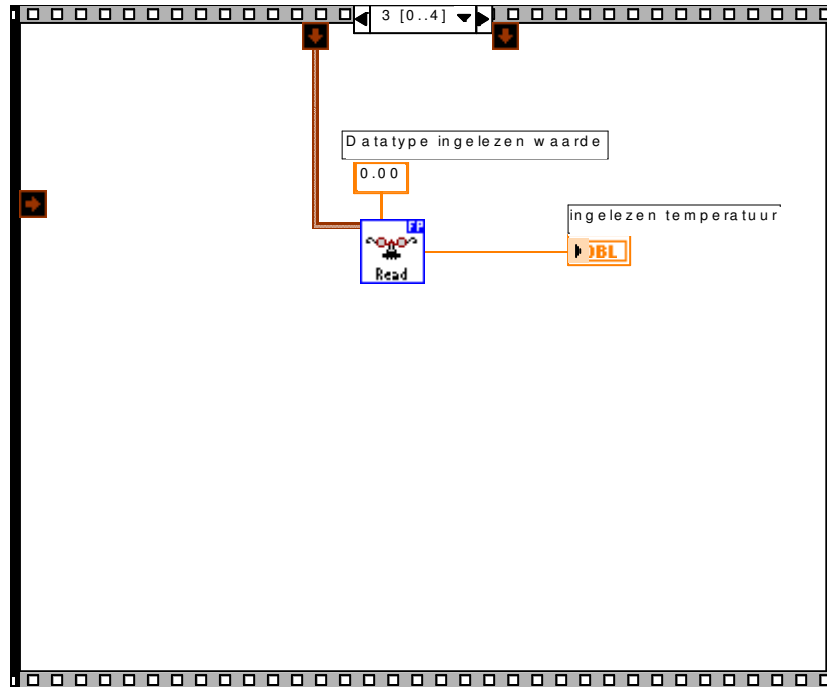 3 [0..4]
Datatype ingelezen waarde
0.00
FP
Read
ingelezen temperatuur
DBL